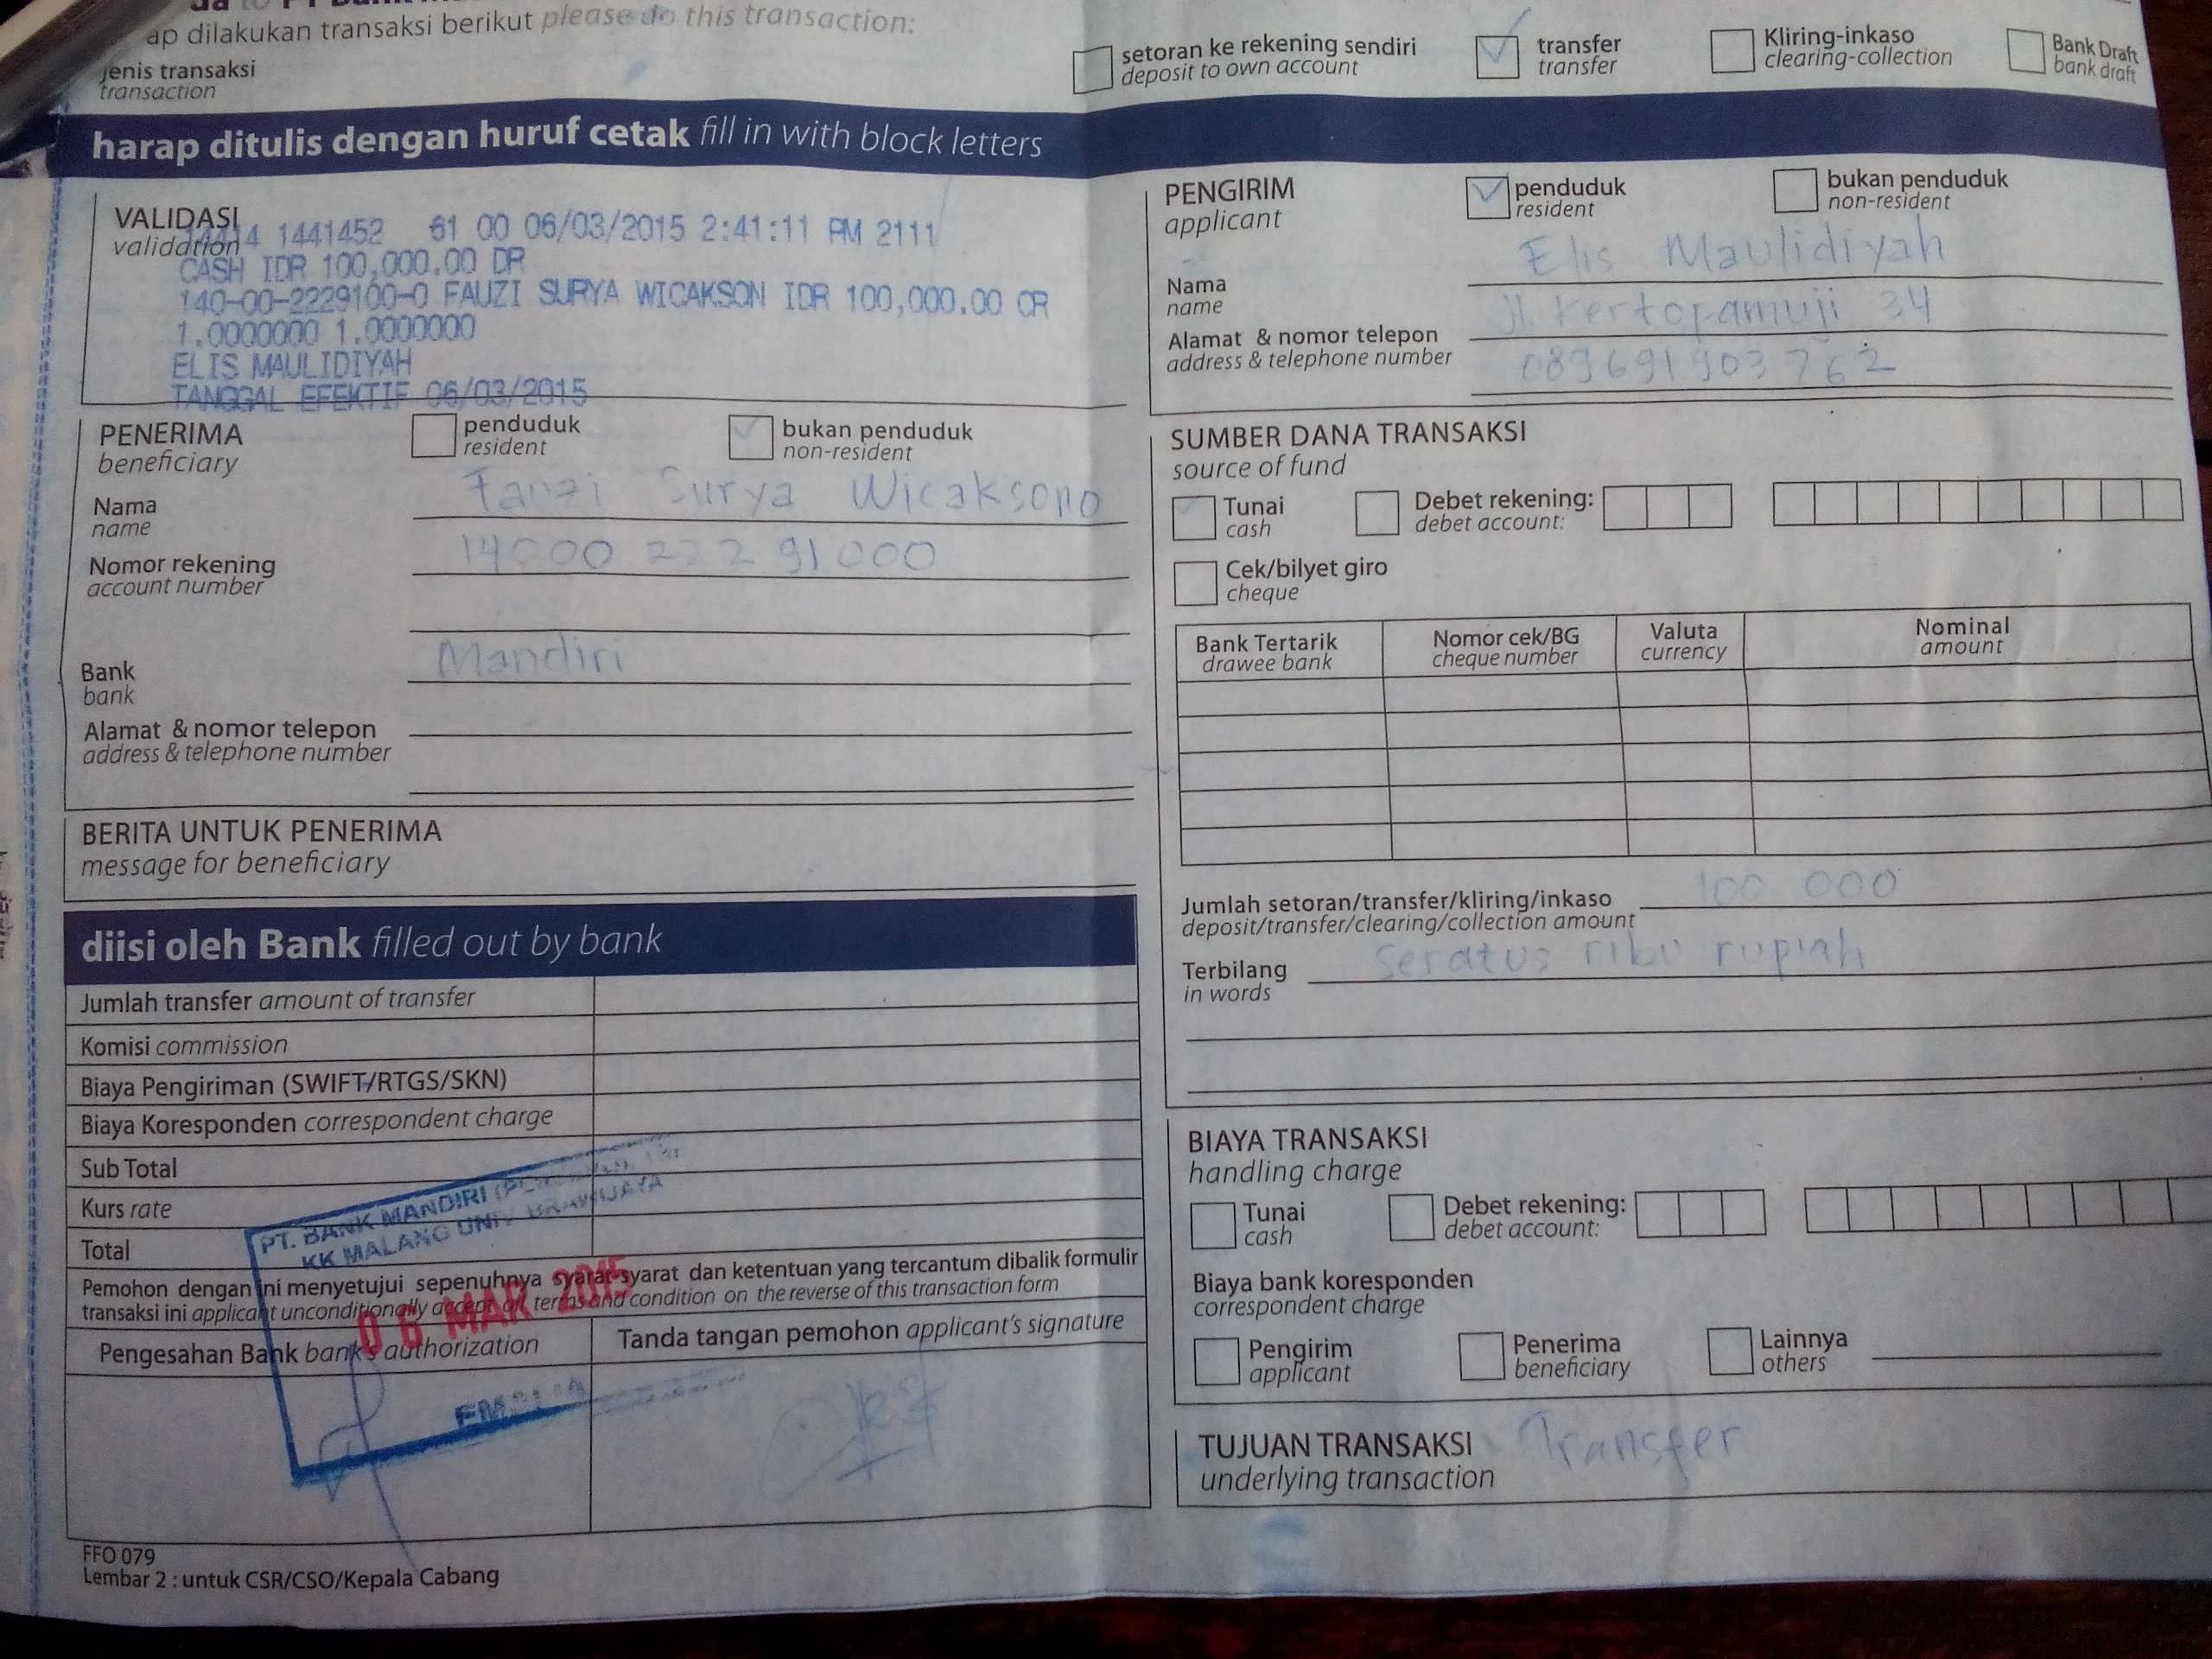 ap dilakukan transaksi berikut please do this transaction:
jenis transaksi
transaction
setoran ke rekening sendiri
deposit to own account
transfer
transfer
Kliring-inkaso
clearing-collection
Bank Draft
bank draft
harap ditulis dengan huruf cetak fill in with block letters
VALIDASI
validation
1441452 61 00 06/03/2015 2:41:11 PM 2111
CASH IDR 100,000.00 DR
140-00-2229100-0 FAUZI SURYA WICAKSON IDR 100,000.00 CR
1.0000000 1.0000000
ELIS MAULIDIYAH
TANGGAL EFEKTIF 06/03/2015
PENGIRIM
applicant
penduduk
resident
bukan penduduk
non-resident
Nama
name
Elis Maulidiyah
Alamat & nomor telepon
address & telephone number
Jl. Kertopamuji 34
089691903762
PENERIMA
beneficiary
penduduk
resident
bukan penduduk
non-resident
Nama
name
Fauzi Surya Wicaksono
Nomor rekening
account number
14000 222 91000
Bank
bank
Mandiri
Alamat & nomor telepon
address & telephone number
BERITA UNTUK PENERIMA
message for beneficiary
SUMBER DANA TRANSAKSI
source of fund
Tunai
cash
Debet rekening:
debet account:
Cek/bilyet giro
cheque
Bank Tertarik
drawee bank
Nomor cek/BG
cheque number
Valuta
currency
Nominal
amount
Jumlah setoran/transfer/kliring/inkaso
deposit/transfer/clearing/collection amount
100 000
Terbilang
in words
Seratus ribu rupiah
diisi oleh Bank filled out by bank
Jumlah transfer amount of transfer
Komisi commission
Biaya Pengiriman (SWIFT/RTGS/SKN)
Biaya Koresponden correspondent charge
Sub Total
Kurs rate
Total
PT. BANK MANDIRI
KK MALANG UNIV BRAWIJAYA
06 MAR 2015
Pemohon dengan ini menyetujui sepenuhnya syarat-syarat dan ketentuan yang tercantum dibalik formulir
transaksi ini applicant unconditionally accept all terms and condition on the reverse of this transaction form
Pengesahan Bank bank's authorization
Tanda tangan pemohon applicant's signature
BIAYA TRANSAKSI
handling charge
Tunai
cash
Debet rekening:
debet account:
Biaya bank koresponden
correspondent charge
Pengirim
applicant
Penerima
beneficiary
Lainnya
others
TUJUAN TRANSAKSI
underlying transaction
Transfer
FFO 079
Lembar 2 : untuk CSR/CSO/Kepala Cabang